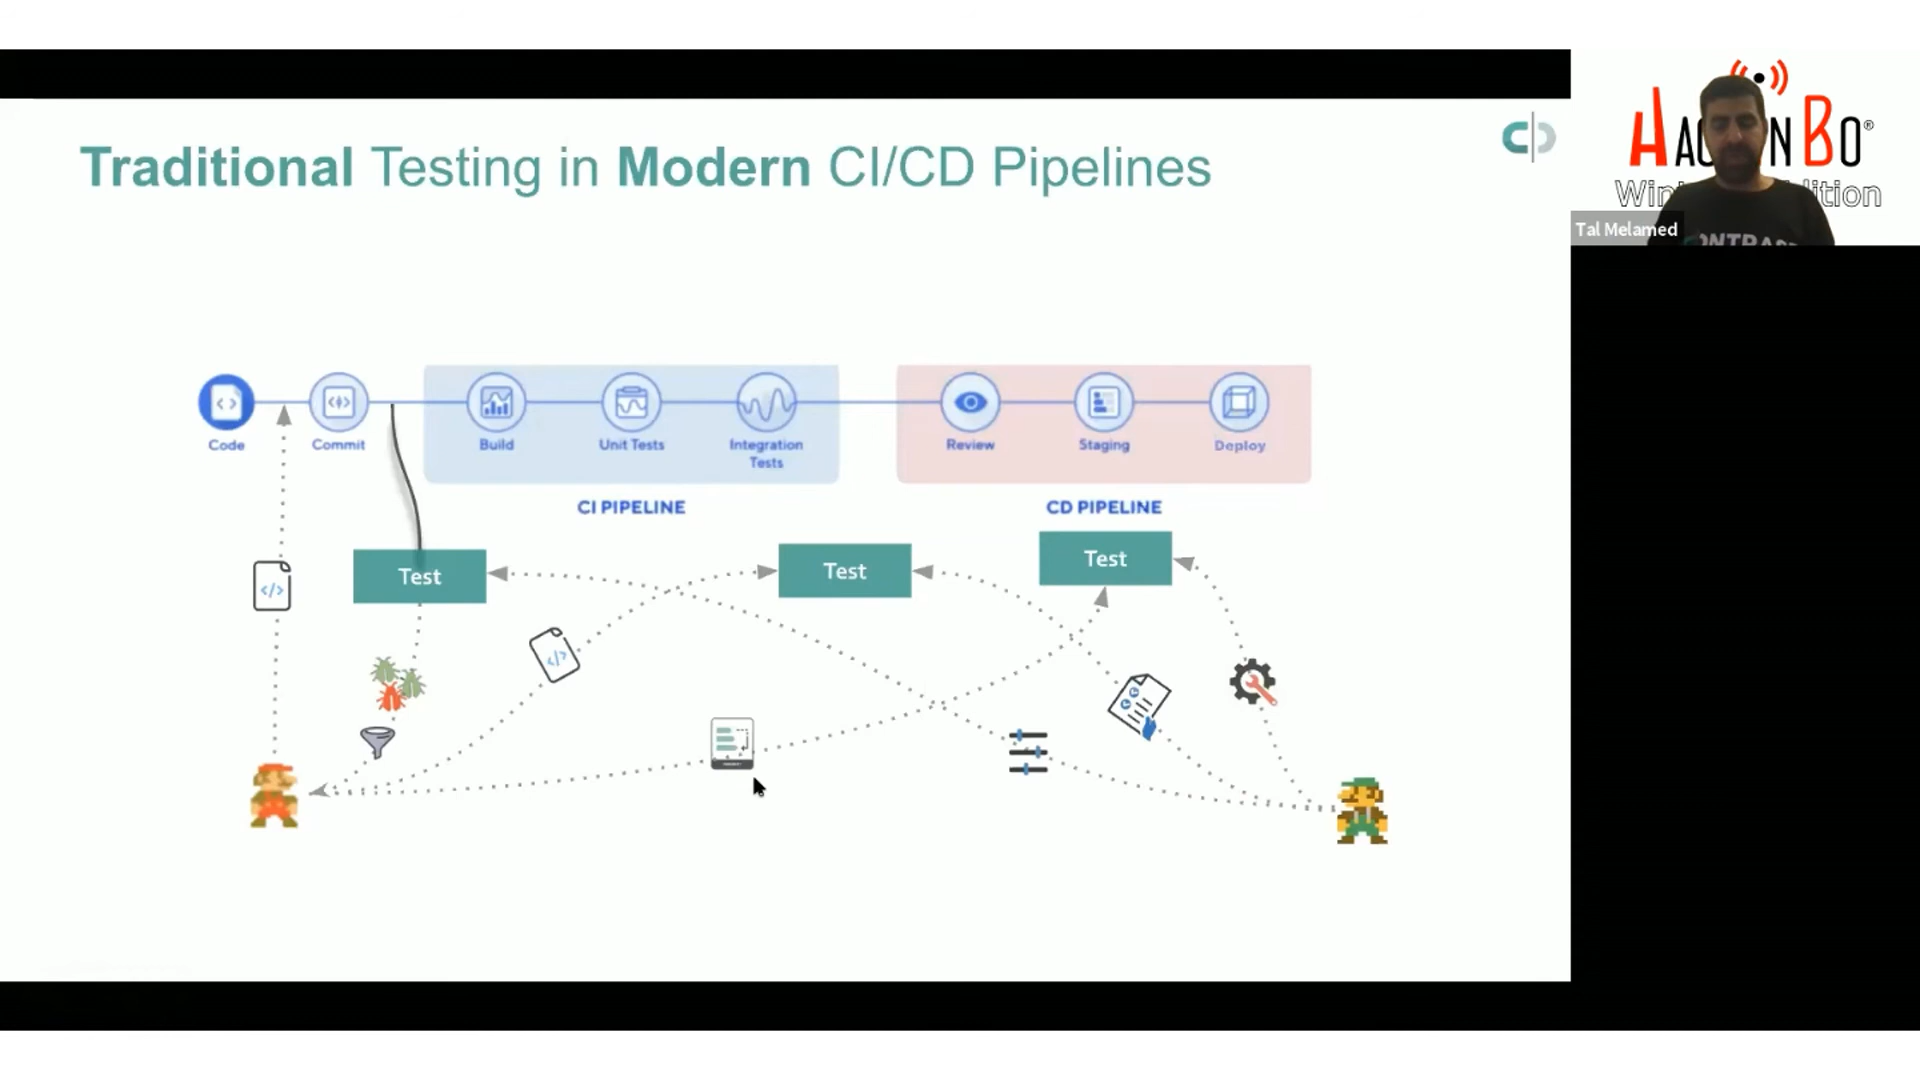 Traditional Testing in Modern CI/CD Pipelines
Code
Commit
Build
Unit Tests
Integration
Tests
Review
Staging
Deploy
CI PIPELINE
CD PIPELINE
Test
Test
Test
Tal Melamed